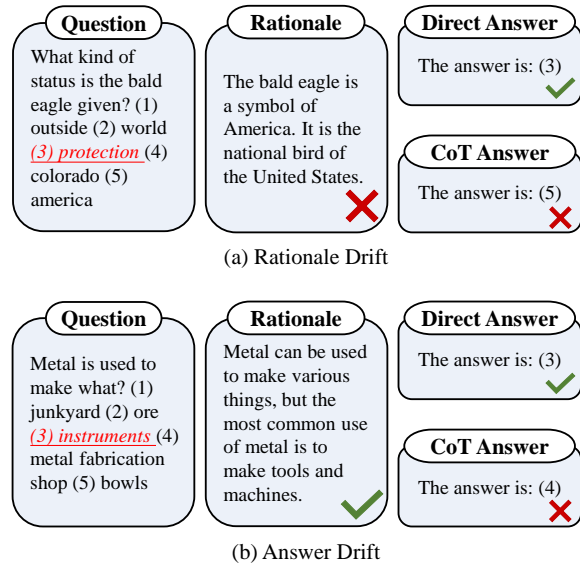 Question
What kind of
status is the bald
eagle given? (1)
outside (2) world
(3) protection (4)
colorado (5)
america
Rationale
The bald eagle is
a symbol of
America. It is the
national bird of
the United States.
Direct Answer
The answer is: (3)
CoT Answer
The answer is: (5)
(a) Rationale Drift
Question
Metal is used to
make what? (1)
junkyard (2) ore
(3) instruments (4)
metal fabrication
shop (5) bowls
Rationale
Metal can be used
to make various
things, but the
most common use
of metal is to
make tools and
machines.
Direct Answer
The answer is: (3)
CoT Answer
The answer is: (4)
(b) Answer Drift